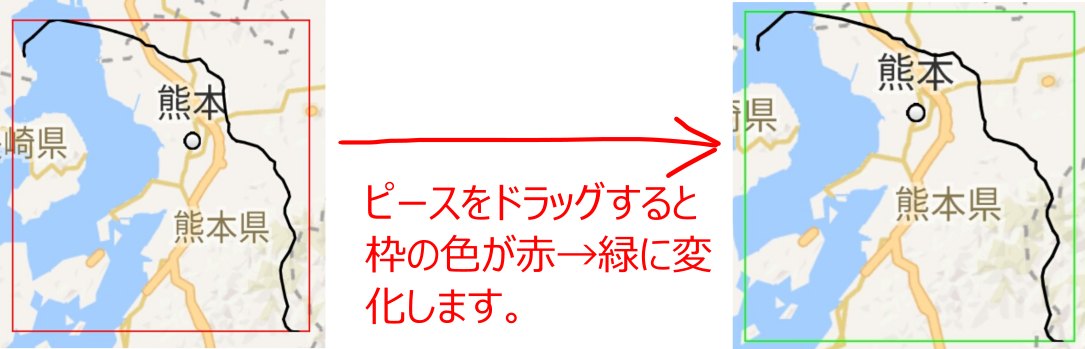 熊本
崎県
熊本県
ピースをドラッグすると
枠の色が赤→緑に変
化します。
熊本
崎県
熊本県